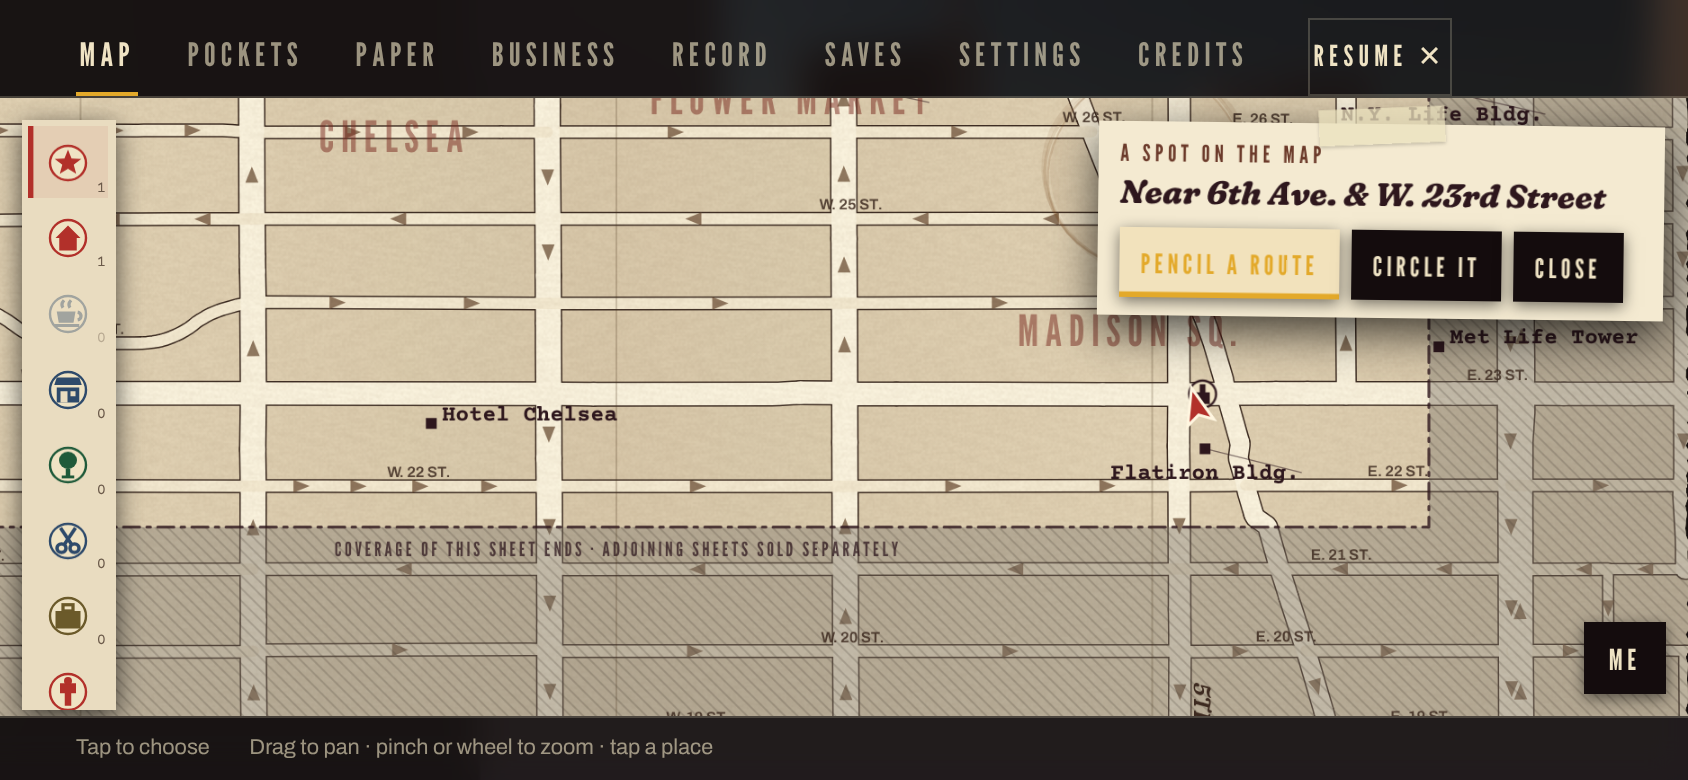 MAP POCKETS PAPER BUSINESS RECORD SAVES SETTINGS CREDITS RESUME ✕
FLOWER MARKET
CHELSEA
W. 26 ST.
E. 26 ST.
N.Y. Life Bldg.
A SPOT ON THE MAP
Near 6th Ave. & W. 23rd Street
PENCIL A ROUTE
CIRCLE IT
CLOSE
1
W. 25 ST.
1
0
MADISON SQ.
Met Life Tower
E. 23 ST.
0
Hotel Chelsea
W. 22 ST.
Flatiron Bldg.
E. 22 ST.
0
COVERAGE OF THIS SHEET ENDS · ADJOINING SHEETS SOLD SEPARATELY
E. 21 ST.
0
W. 20 ST.
E. 20 ST.
0
ME
Tap to choose
Drag to pan · pinch or wheel to zoom · tap a place